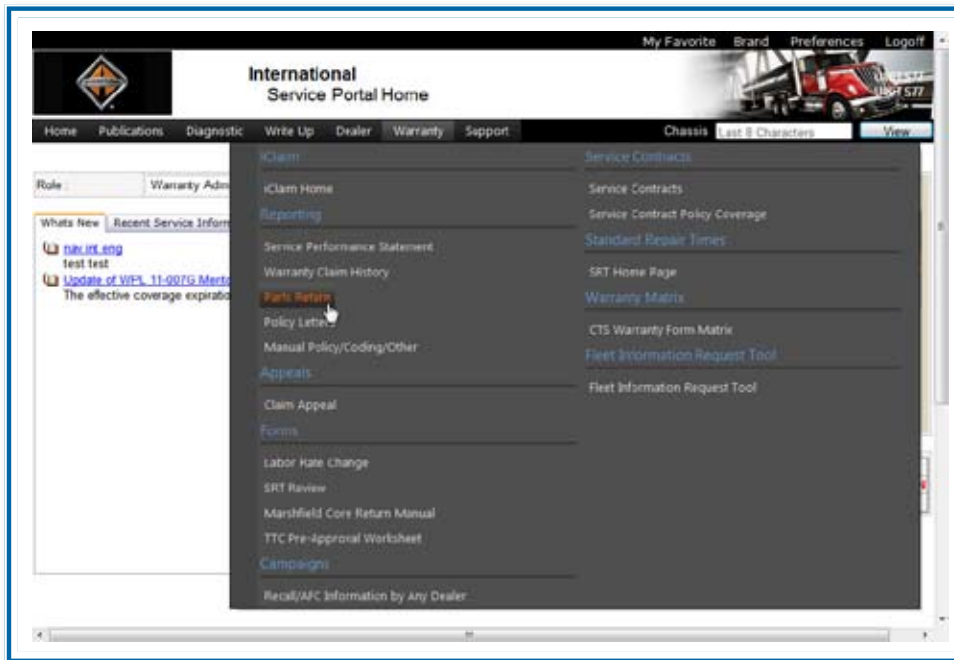 My Favorite Brand Preferences Logoff
International
Service Portal Home
Home Publications Diagnostic Write Up Dealer Warranty Support Chassis Last 8 Characters View
iClaim Service Contracts
Role : Warranty Adm
iClaim Home Service Contracts
Reporting Service Contract Policy Coverage
Whats New Recent Service Inform
Service Performance Statement Standard Repair Times
nav int eng
test test
Warranty Claim History SRT Home Page
Update of WPL 11-007G Merito
The effective coverage expiratio
Parts Return Warranty Matrix
Policy Letters
CTS Warranty Form Matrix
Manual Policy/Coding/Other
Fleet Information Request Tool
Appeals
Fleet Information Request Tool
Claim Appeal
Forms
Labor Rate Change
SRT Review
Marshfield Core Return Manual
TTC Pre-Approval Worksheet
Campaigns
Recall/AFC Information by Any Dealer